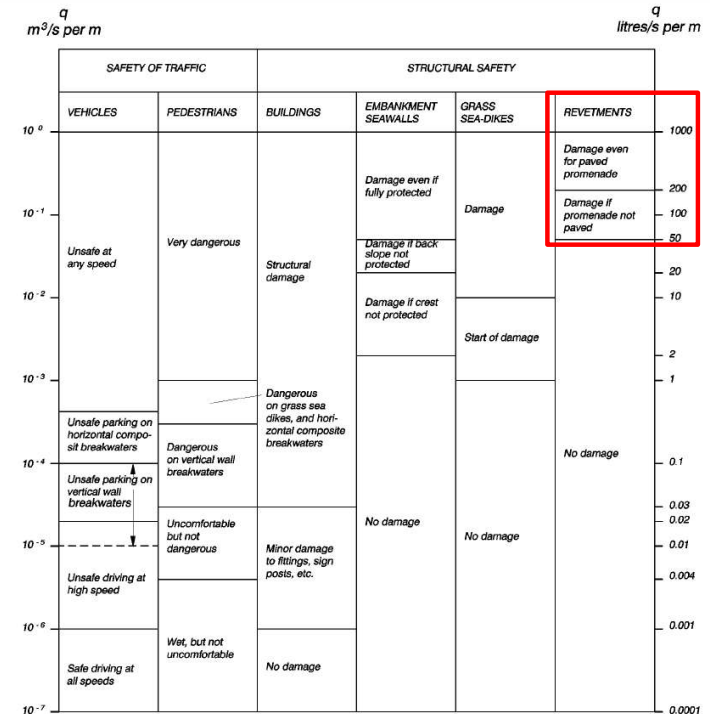 q
m³/s per m
q
litres/s per m
SAFETY OF TRAFFIC
STRUCTURAL SAFETY
VEHICLES
PEDESTRIANS
BUILDINGS
EMBANKMENT
SEAWALLS
GRASS
SEA-DIKES
REVETMENTS
10 ⁰
10 ⁻¹
10 ⁻²
10 ⁻³
10 ⁻⁴
10 ⁻⁵
10 ⁻⁶
10 ⁻⁷
Unsafe at
any speed
Unsafe parking on
horizontal compo-
sit breakwaters
Unsafe parking on
vertical wall
breakwaters
Unsafe driving at
high speed
Safe driving at
all speeds
Very dangerous
Dangerous
on grass sea
dikes, and hori-
zontal composite
breakwaters
Dangerous
on vertical wall
breakwaters
Uncomfortable
but not
dangerous
Wet, but not
uncomfortable
Structural
damage
Minor damage
to fittings, sign
posts, etc.
No damage
Damage even if
fully protected
Damage if back
slope not
protected
Damage if crest
not protected
No damage
Damage
Start of damage
No damage
Damage even
for paved
promenade
Damage if
promenade not
paved
No damage
1000
200
100
50
20
10
2
1
0.1
0.03
0.02
0.01
0.004
0.001
0.0001